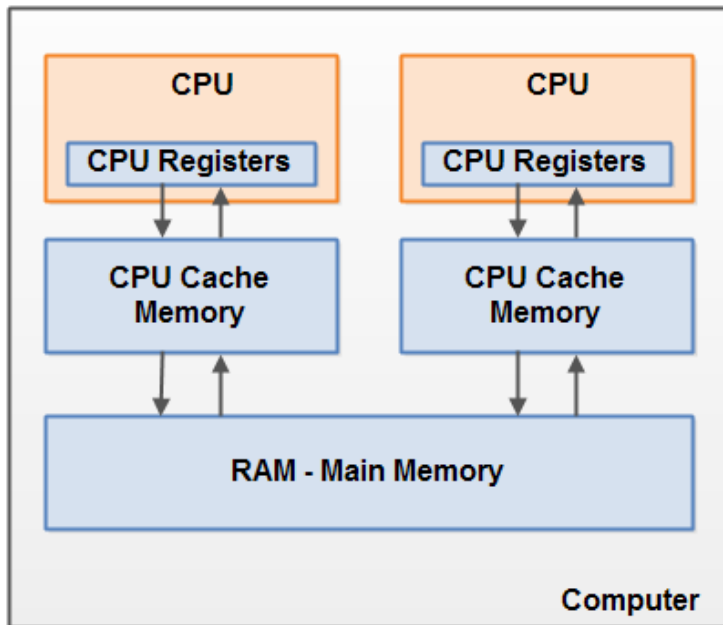 CPU
CPU
CPU Registers
CPU Registers
CPU Cache
Memory
CPU Cache
Memory
RAM - Main Memory
Computer